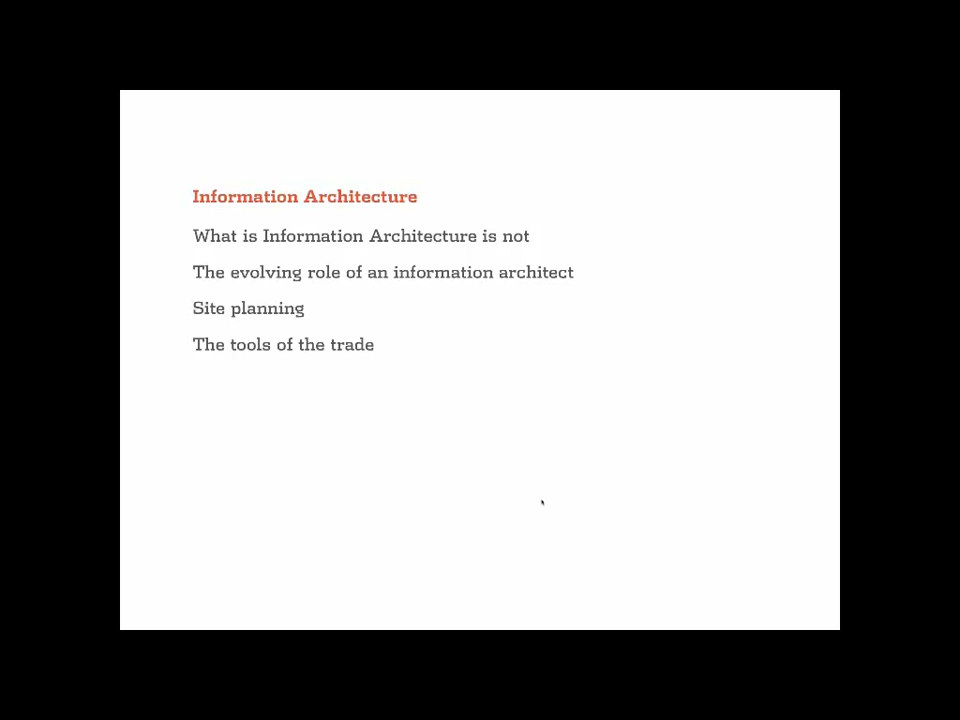 Information Architecture
What is Information Architecture is not
The evolving role of an information architect
Site planning
The tools of the trade